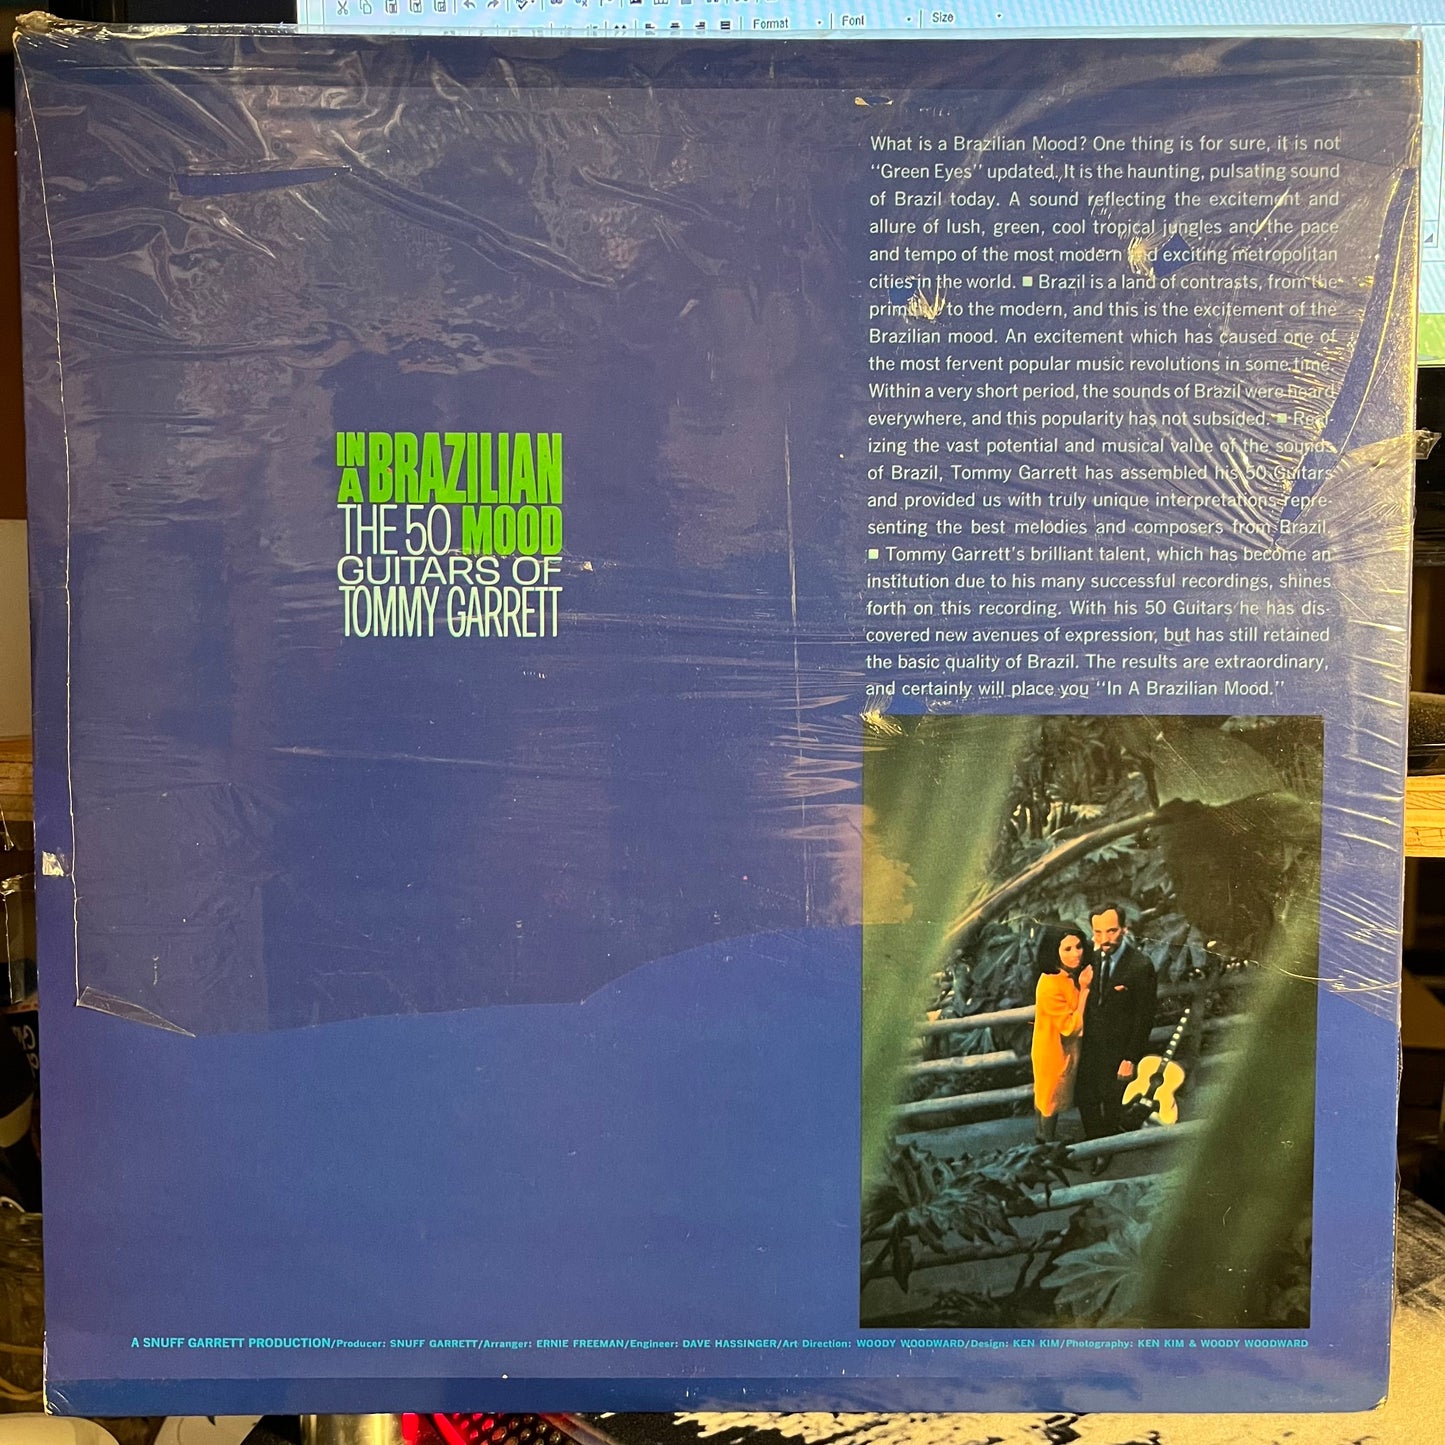 Format
Font
Size
What is a Brazilian Mood? One thing is for sure, it is not
"Green Eyes" updated. It is the haunting, pulsating sound
of Brazil today. A sound reflecting the excitement and
allure of lush, green, cool tropical jungles and the pace
and tempo of the most modern and exciting metropolitan
cities in the world. ■ Brazil is a land of contrasts, from the
primitive to the modern, and this is the excitement of the
Brazilian mood. An excitement which has caused one of
the most fervent popular music revolutions in some time.
Within a very short period, the sounds of Brazil were heard
everywhere, and this popularity has not subsided. ■ Real-
izing the vast potential and musical value of the sounds
of Brazil, Tommy Garrett has assembled his 50 Guitars
and provided us with truly unique interpretations repre-
senting the best melodies and composers from Brazil.
■ Tommy Garrett's brilliant talent, which has become an
institution due to his many successful recordings, shines
forth on this recording. With his 50 Guitars he has dis-
covered new avenues of expression, but has still retained
the basic quality of Brazil. The results are extraordinary,
and certainly will place you "In A Brazilian Mood."
IN A BRAZILIAN
THE 50 MOOD
GUITARS OF
TOMMY GARRETT
A SNUFF GARRETT PRODUCTION/Producer: SNUFF GARRETT/Arranger: ERNIE FREEMAN/Engineer: DAVE HASSINGER/Art Direction: WOODY WOODWARD/Design: KEN KIM/Photography: KEN KIM & WOODY WOODWARD